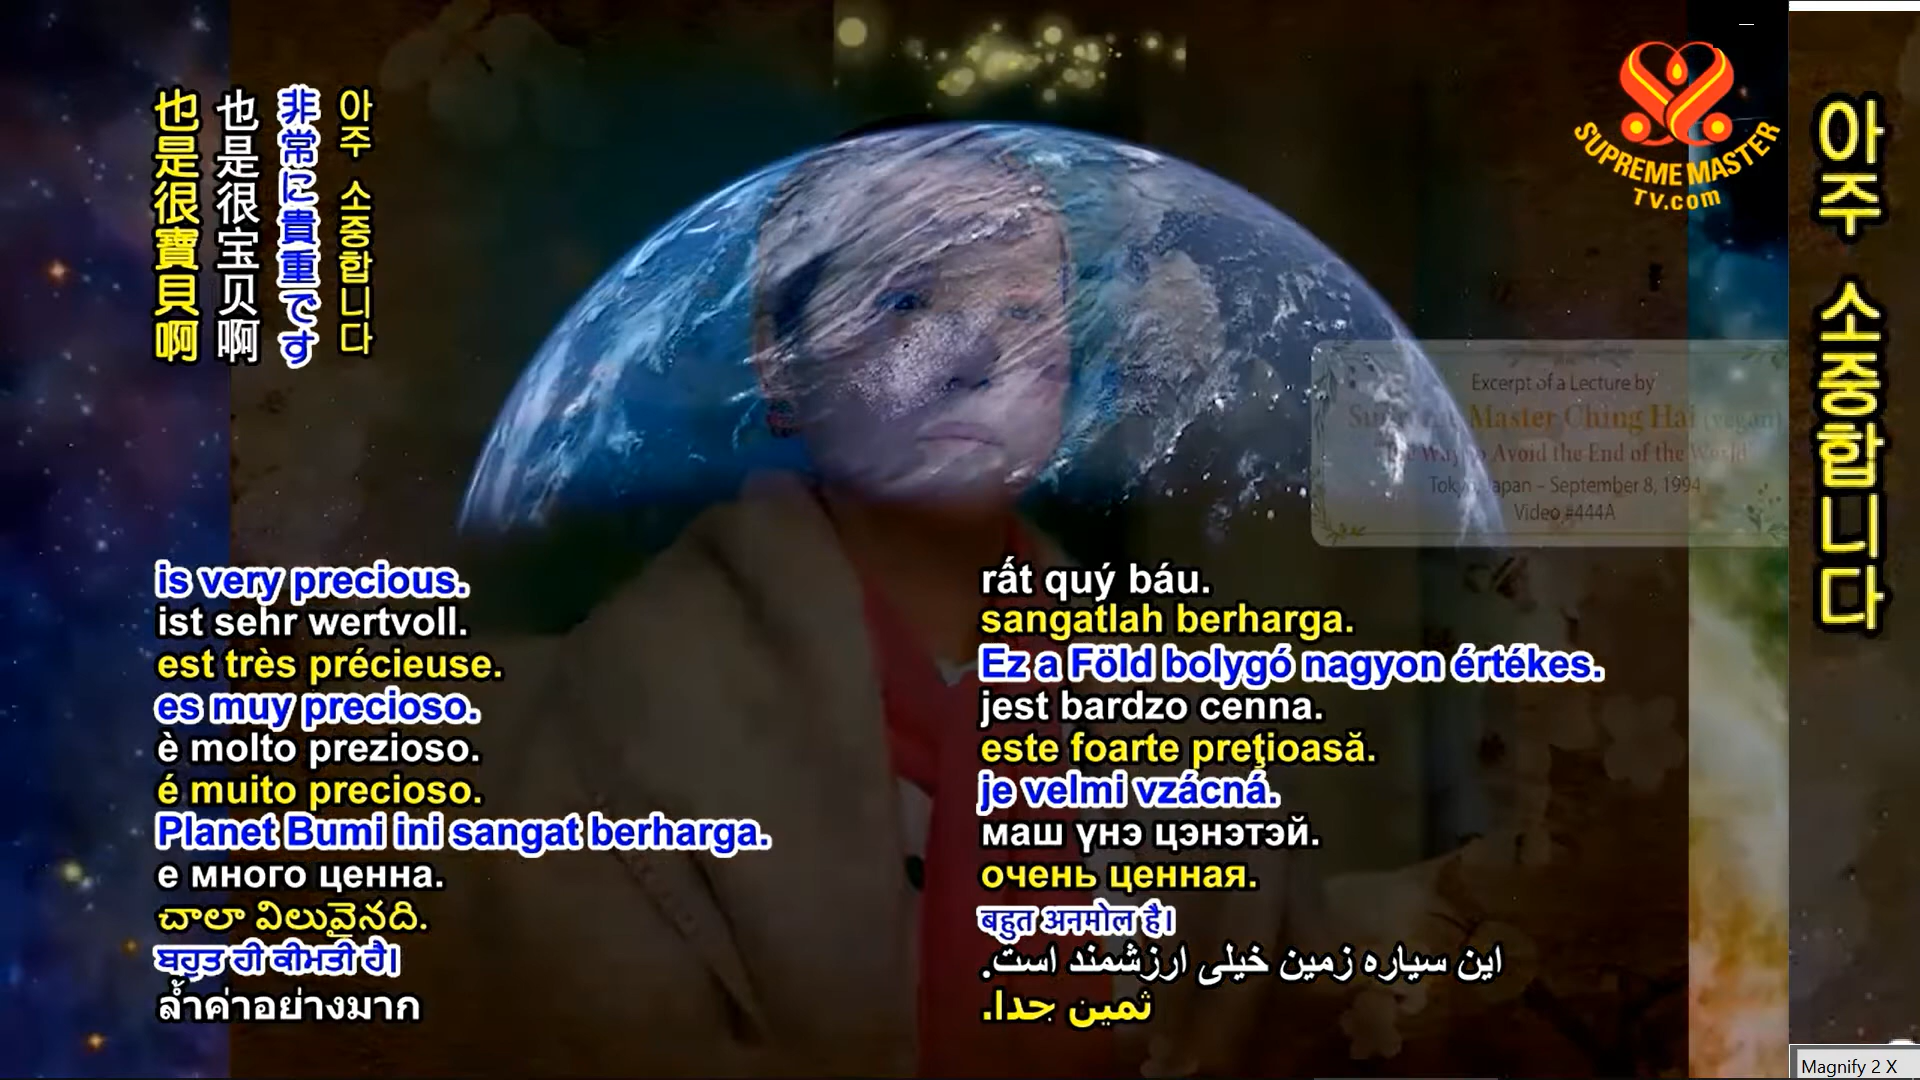 也是很寶貝啊
也是很宝贝啊
非常に貴重です
아주 소중합니다
SUPREME MASTER
TV.com
아주 소중합니다
Excerpt of a Lecture by
Supreme Master Ching Hai (vegan)
The Way to Avoid the End of the World
Tokyo, Japan – September 8, 1994
Video #444A
is very precious.
ist sehr wertvoll.
est très précieuse.
es muy precioso.
è molto prezioso.
é muito precioso.
Planet Bumi ini sangat berharga.
е много ценна.
చాలా విలువైనది.
ਬਹੁਤ ਹੀ ਕੀਮਤੀ ਹੈ।
ล้ำค่าอย่างมาก
rất quý báu.
sangatlah berharga.
Ez a Föld bolygó nagyon értékes.
jest bardzo cenna.
este foarte preţioasă.
je velmi vzácná.
маш үнэ цэнэтэй.
очень ценная.
बहुत अनमोल है।
این سیاره زمین خیلی ارزشمند است.
ثمين جدا.
Magnify 2 X